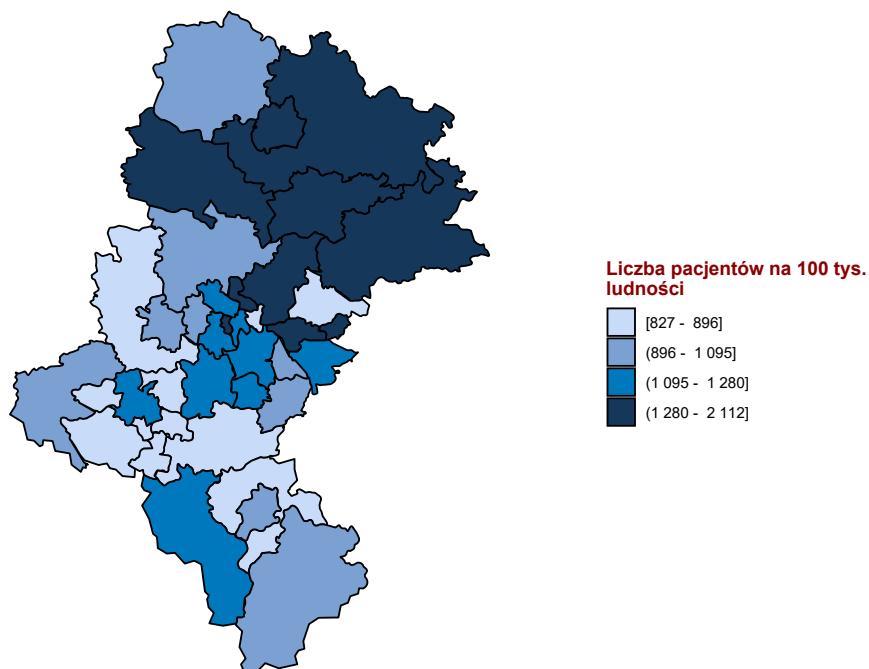 Liczba pacjentów na 100 tys.
ludności
[827 - 896]
(896 - 1 095]
(1 095 - 1 280]
(1 280 - 2 112]